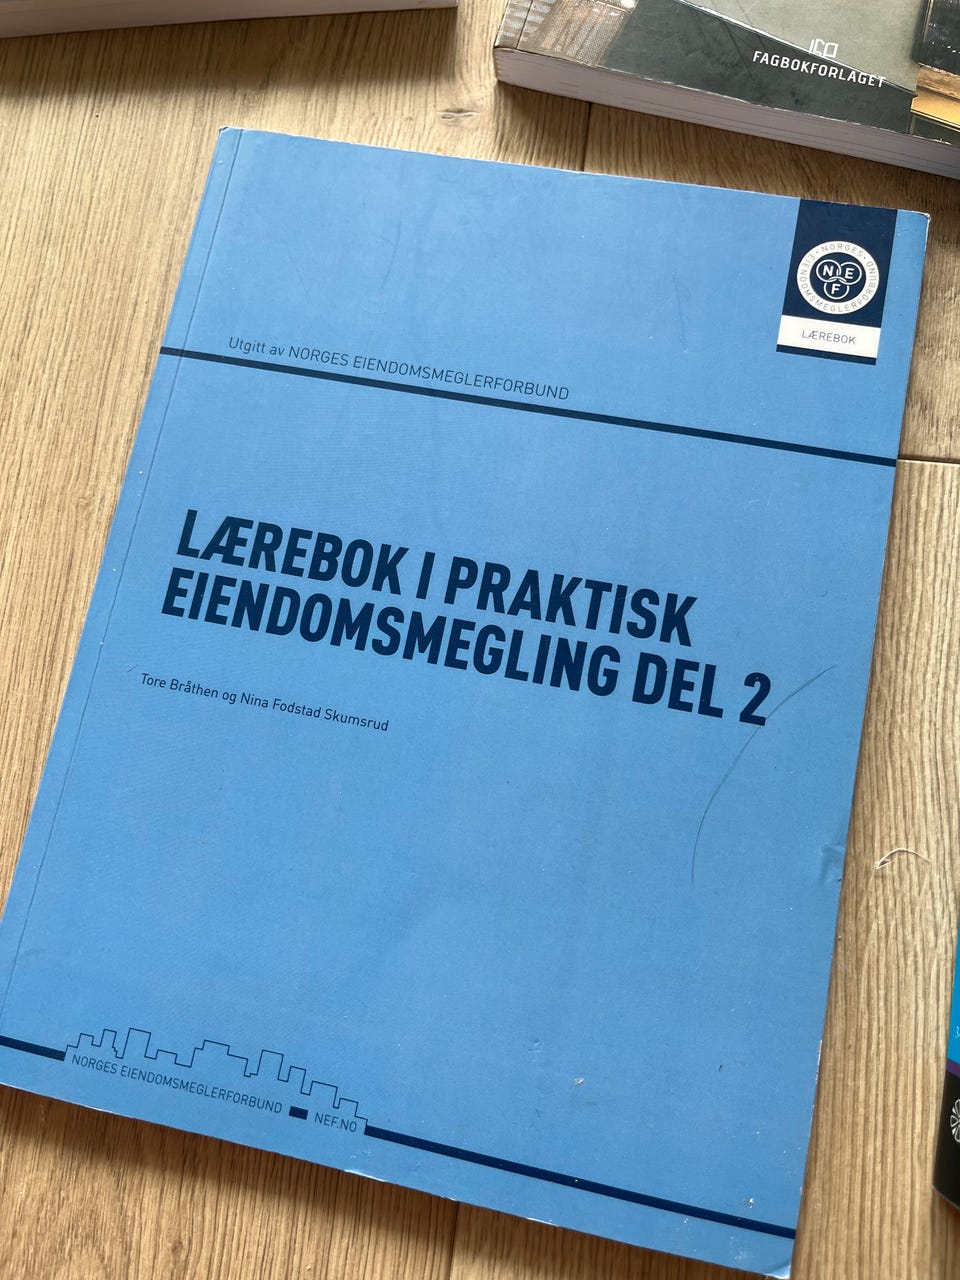 FAGBOKFORLAGET
NORGES EIENDOMSMEGLERFORBUND
NEF
LÆREBOK
Utgitt av NORGES EIENDOMSMEGLERFORBUND
LÆREBOK I PRAKTISK
EIENDOMSMEGLING DEL 2
Tore Bråthen og Nina Fodstad Skumsrud
NORGES EIENDOMSMEGLERFORBUND NEF.NO